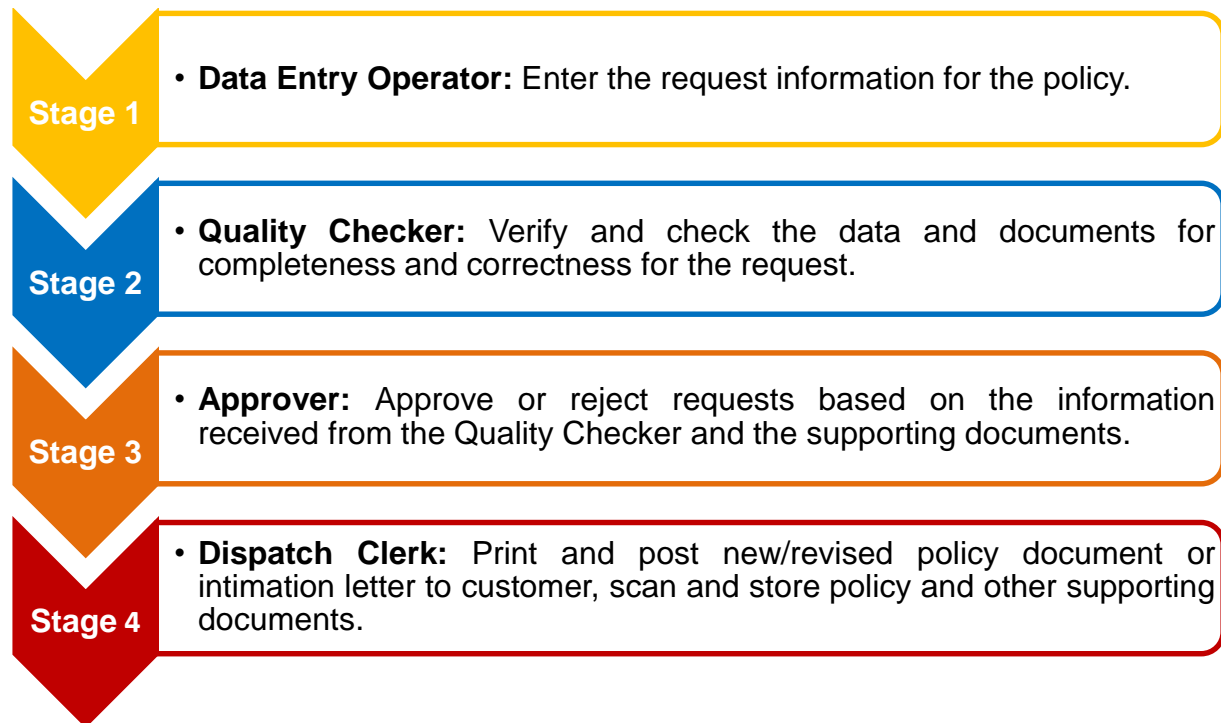 Stage 1
• Data Entry Operator: Enter the request information for the policy.
Stage 2
• Quality Checker: Verify and check the data and documents for
completeness and correctness for the request.
Stage 3
• Approver: Approve or reject requests based on the information
received from the Quality Checker and the supporting documents.
Stage 4
• Dispatch Clerk: Print and post new/revised policy document or
intimation letter to customer, scan and store policy and other supporting
documents.